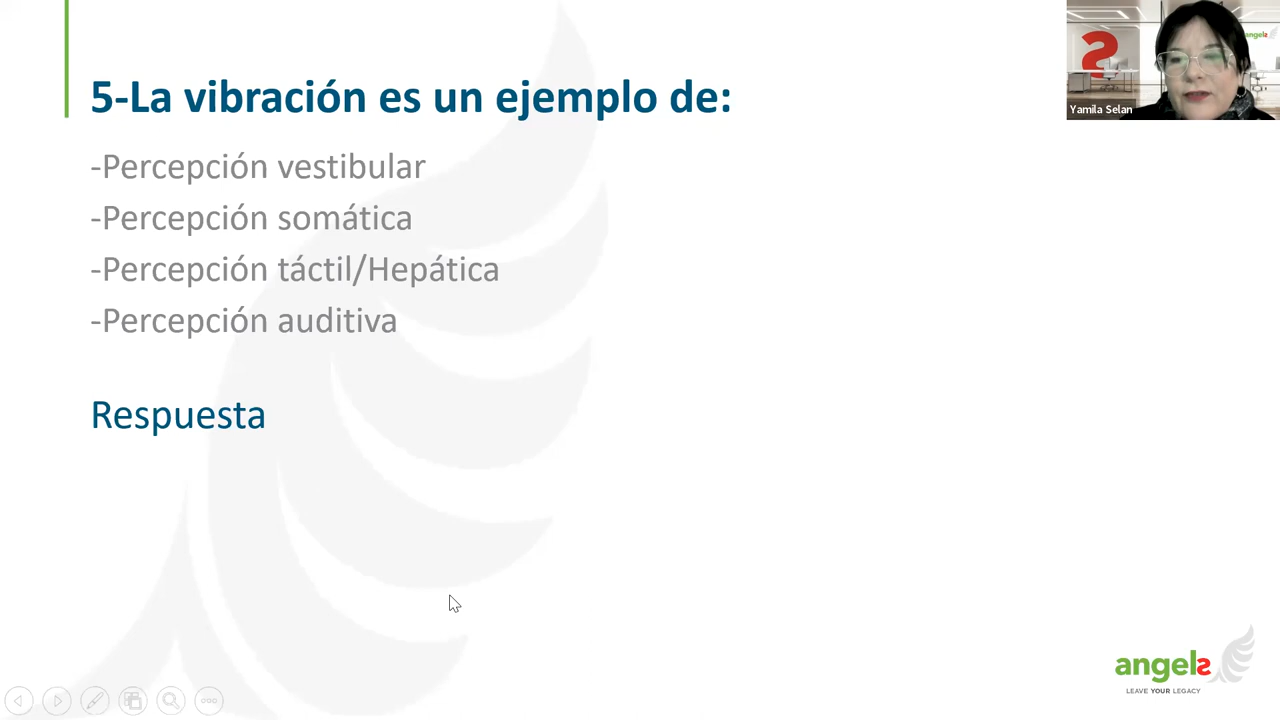 5-La vibración es un ejemplo de:
-Percepción vestibular
-Percepción somática
-Percepción táctil/Hepática
-Percepción auditiva
Respuesta
Yamila Selan
angels
angels
LEAVE YOUR LEGACY